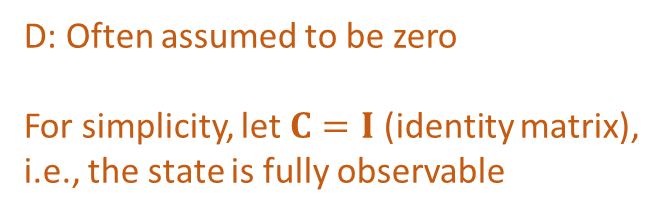 D: Often assumed to be zero
For simplicity, let C = I (identity matrix),
i.e., the state is fully observable